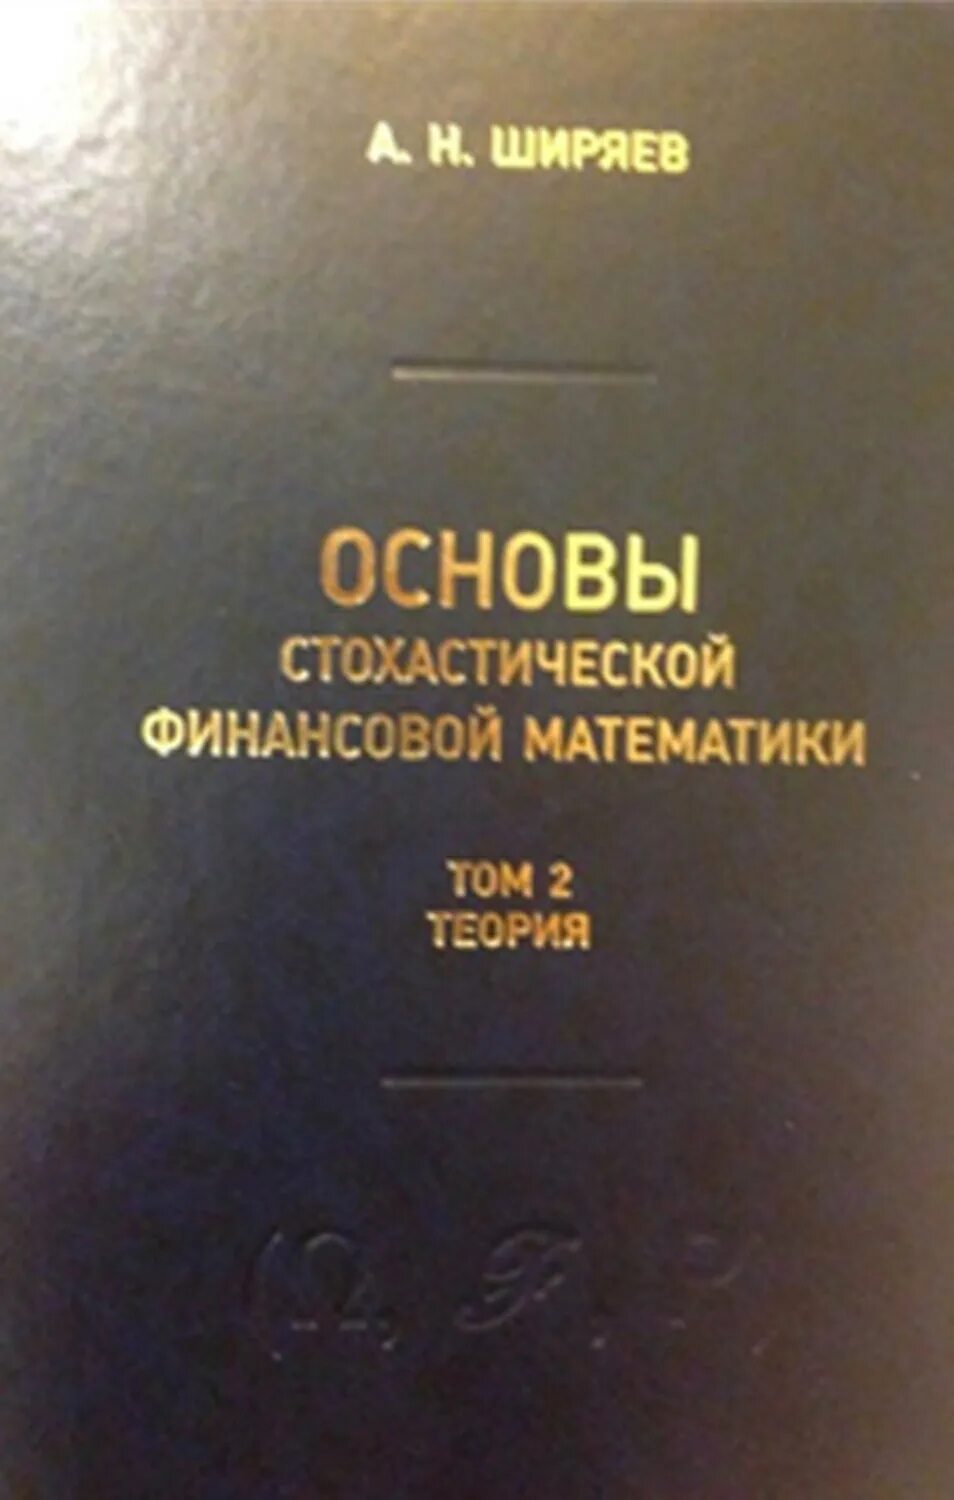 А. Н. ШИРЯЕВ
ОСНОВЫ
СТОХАСТИЧЕСКОЙ
ФИНАНСОВОЙ МАТЕМАТИКИ
ТОМ 2
ТЕОРИЯ
(Ω, ℱ, P)